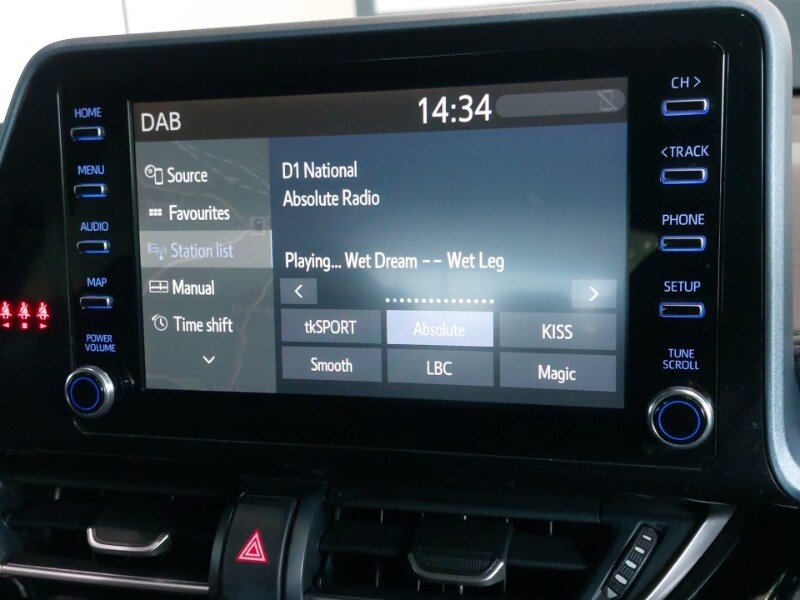 HOME
MENU
AUDIO
MAP
POWER
VOLUME
DAB
14:34
Source
Favourites
Station list
Manual
Time shift
D1 National
Absolute Radio
Playing... Wet Dream -- Wet Leg
<
>
tkSPORT
Absolute
KISS
Smooth
LBC
Magic
CH >
< TRACK
PHONE
SETUP
TUNE
SCROLL